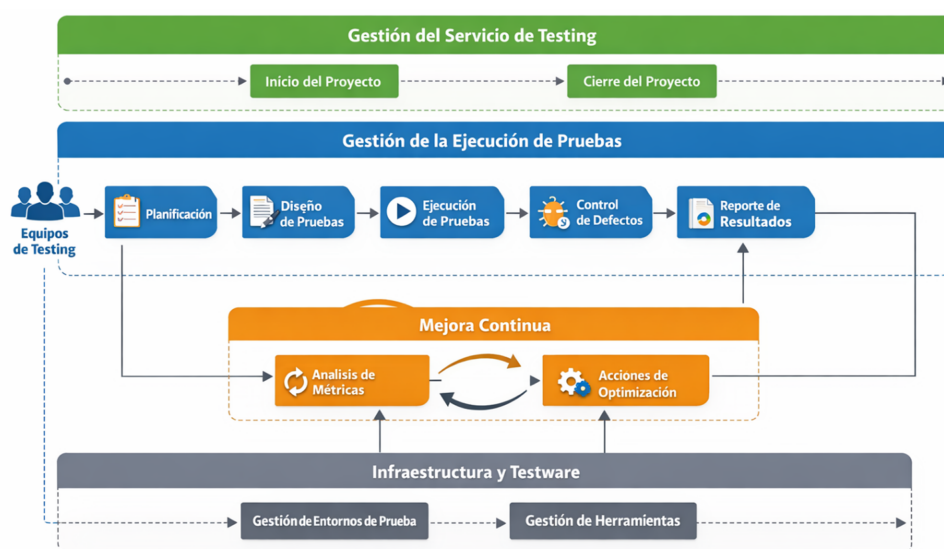 Gestión del Servicio de Testing
Inicio del Proyecto
Cierre del Proyecto
Gestión de la Ejecución de Pruebas
Equipos
de Testing
Planificación
Diseño
de Pruebas
Ejecución
de Pruebas
Control
de Defectos
Reporte de
Resultados
Mejora Continua
Analisis de
Métricas
Acciones de
Optimización
Infraestructura y Testware
Gestión de Entornos de Prueba
Gestión de Herramientas